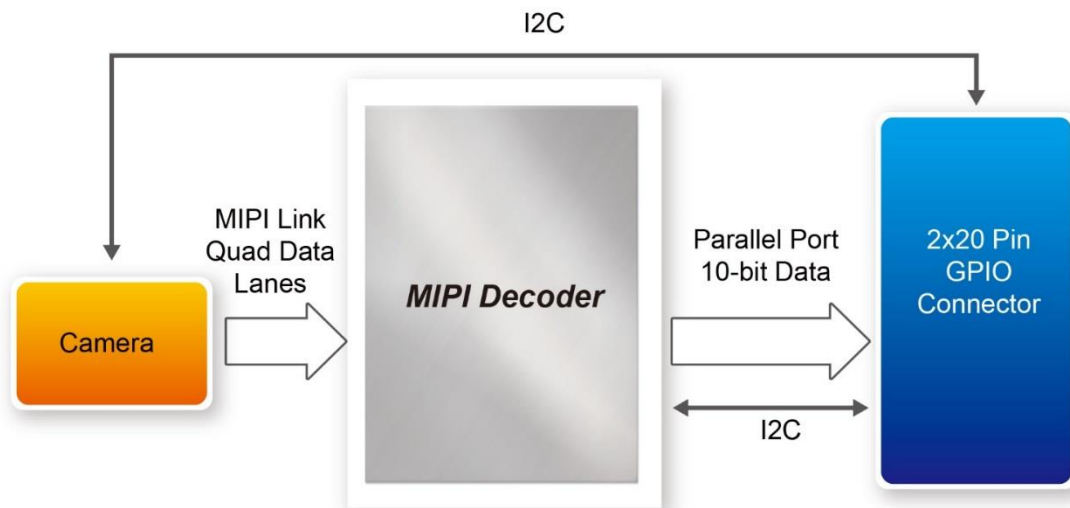 I2C
MIPI Link
Quad Data
Lanes
Camera
MIPI Decoder
Parallel Port
10-bit Data
I2C
2x20 Pin
GPIO
Connector